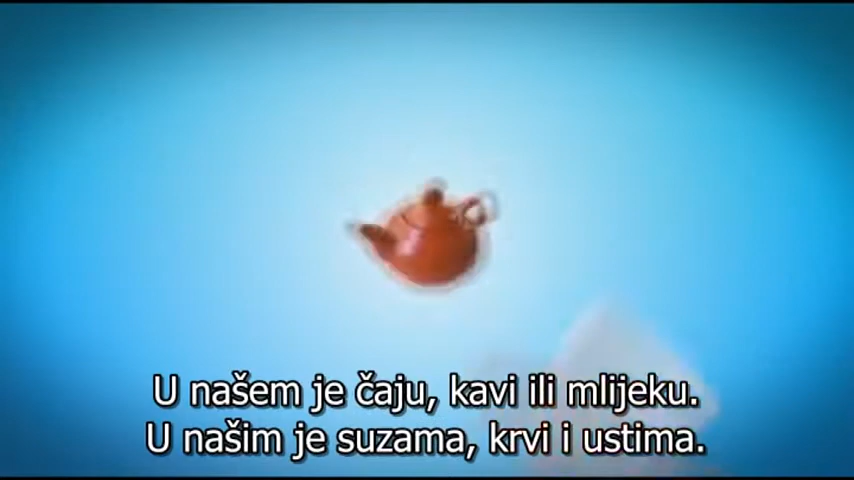 U našem je čaju, kavi ili mlijeku.
U našim je suzama, krvi i ustima.